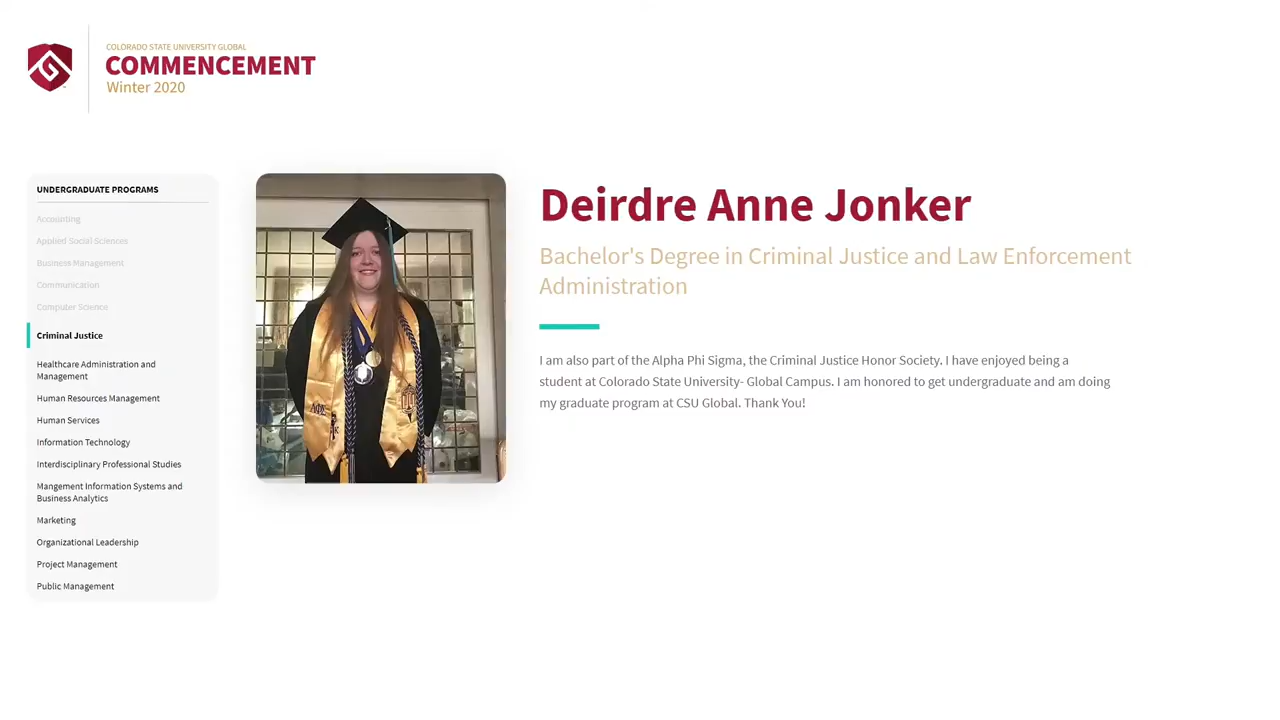 COLORADO STATE UNIVERSITY GLOBAL
COMMENCEMENT
Winter 2020
UNDERGRADUATE PROGRAMS
Accounting
Applied Social Sciences
Business Management
Communication
Computer Science
Criminal Justice
Healthcare Administration and
Management
Human Resources Management
Human Services
Information Technology
Interdisciplinary Professional Studies
Mangement Information Systems and
Business Analytics
Marketing
Organizational Leadership
Project Management
Public Management
ΑΦΣ
Deirdre Anne Jonker
Bachelor's Degree in Criminal Justice and Law Enforcement
Administration
I am also part of the Alpha Phi Sigma, the Criminal Justice Honor Society. I have enjoyed being a
student at Colorado State University- Global Campus. I am honored to get undergraduate and am doing
my graduate program at CSU Global. Thank You!